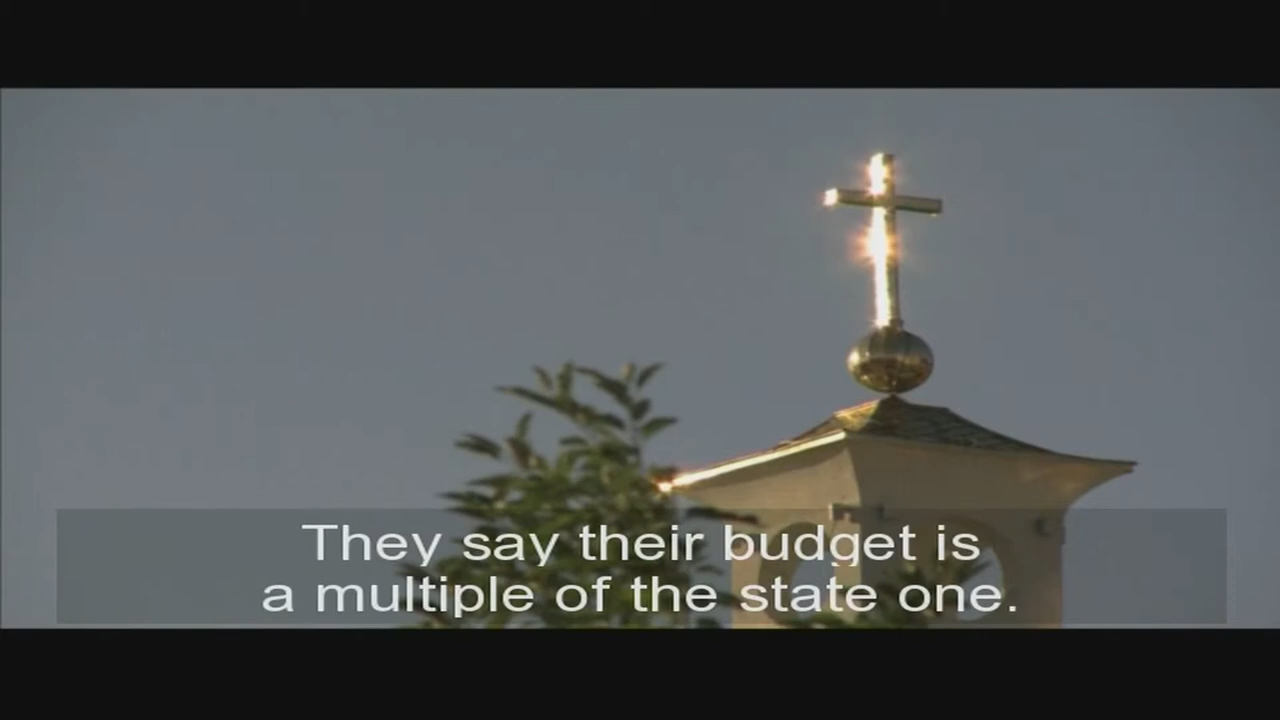 They say their budget is
a multiple of the state one.